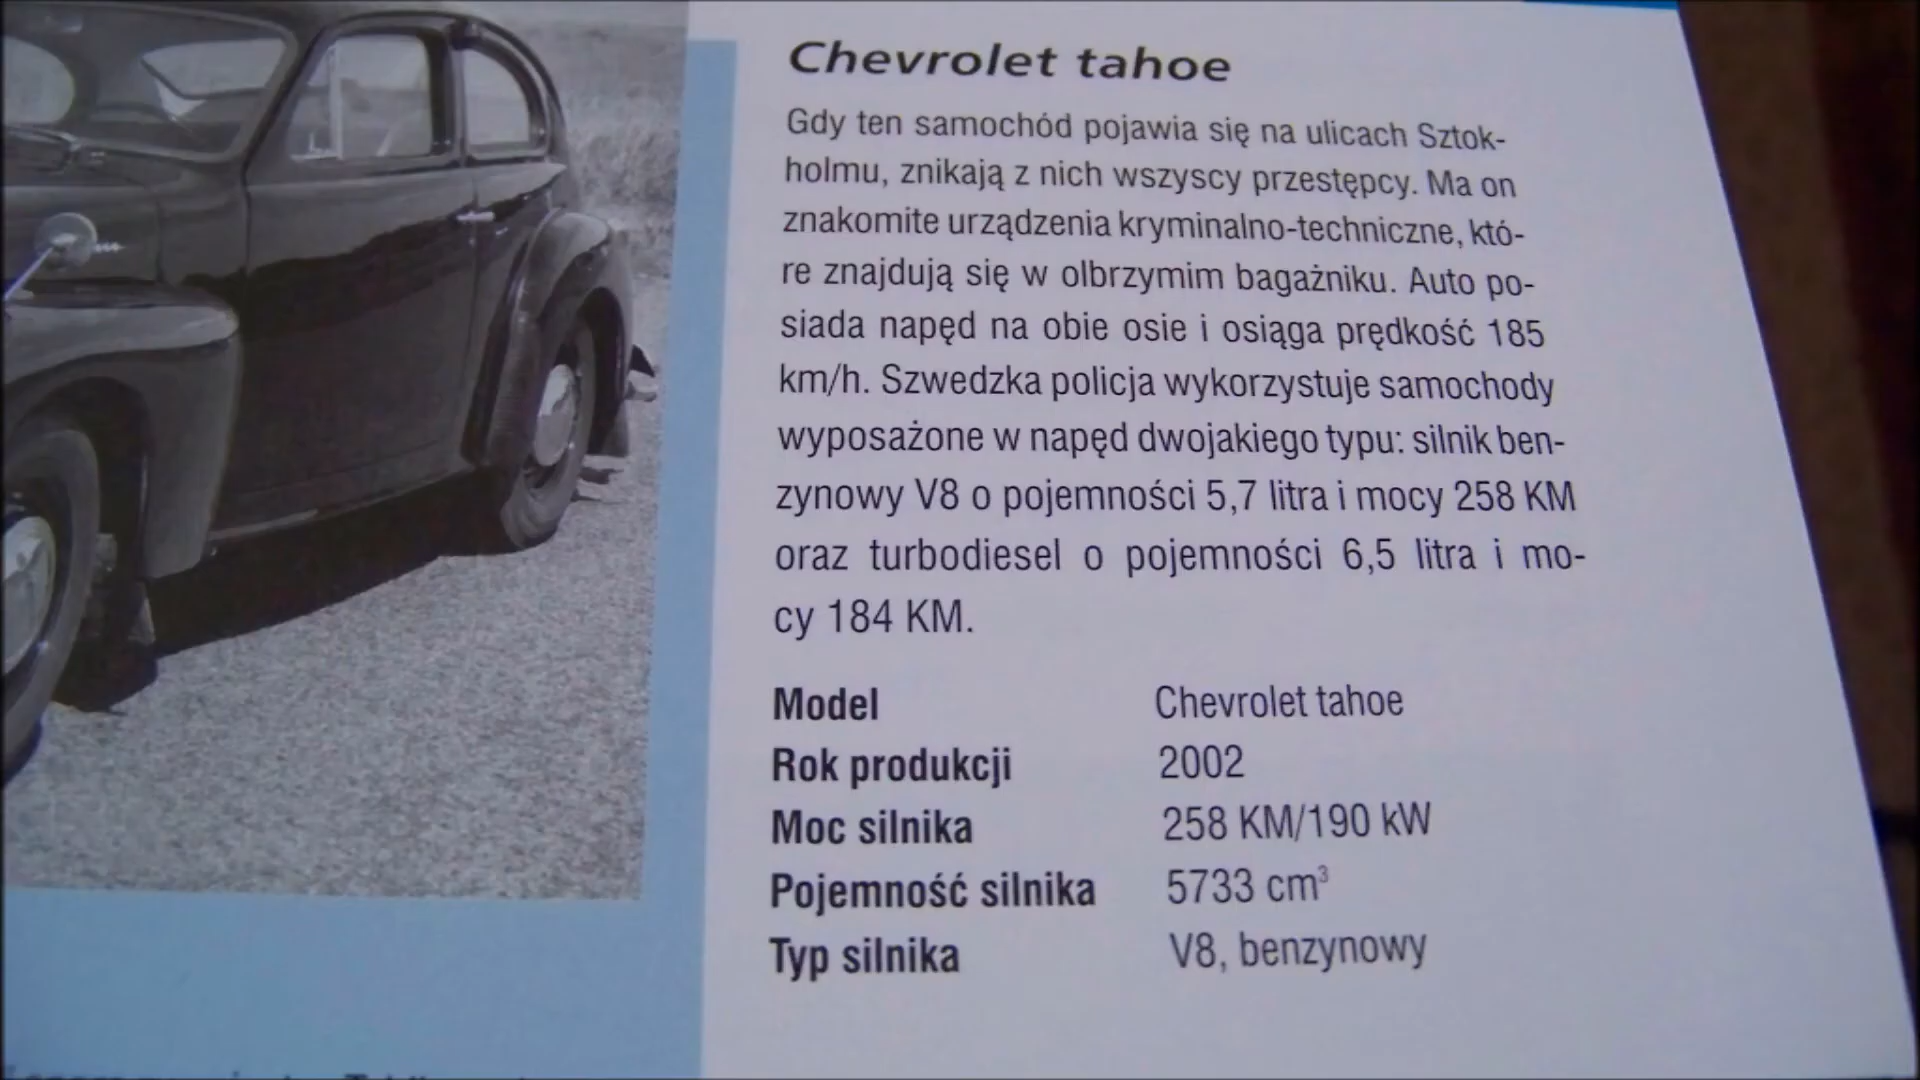 Chevrolet tahoe
Gdy ten samochód pojawia się na ulicach Sztok-
holmu, znikają z nich wszyscy przestępcy. Ma on
znakomite urządzenia kryminalno-techniczne, któ-
re znajdują się w olbrzymim bagażniku. Auto po-
siada napęd na obie osie i osiąga prędkość 185
km/h. Szwedzka policja wykorzystuje samochody
wyposażone w napęd dwojakiego typu: silnik ben-
zynowy V8 o pojemności 5,7 litra i mocy 258 KM
oraz turbodiesel o pojemności 6,5 litra i mo-
cy 184 KM.
Model Chevrolet tahoe
Rok produkcji 2002
Moc silnika 258 KM/190 kW
Pojemność silnika 5733 cm³
Typ silnika V8, benzynowy